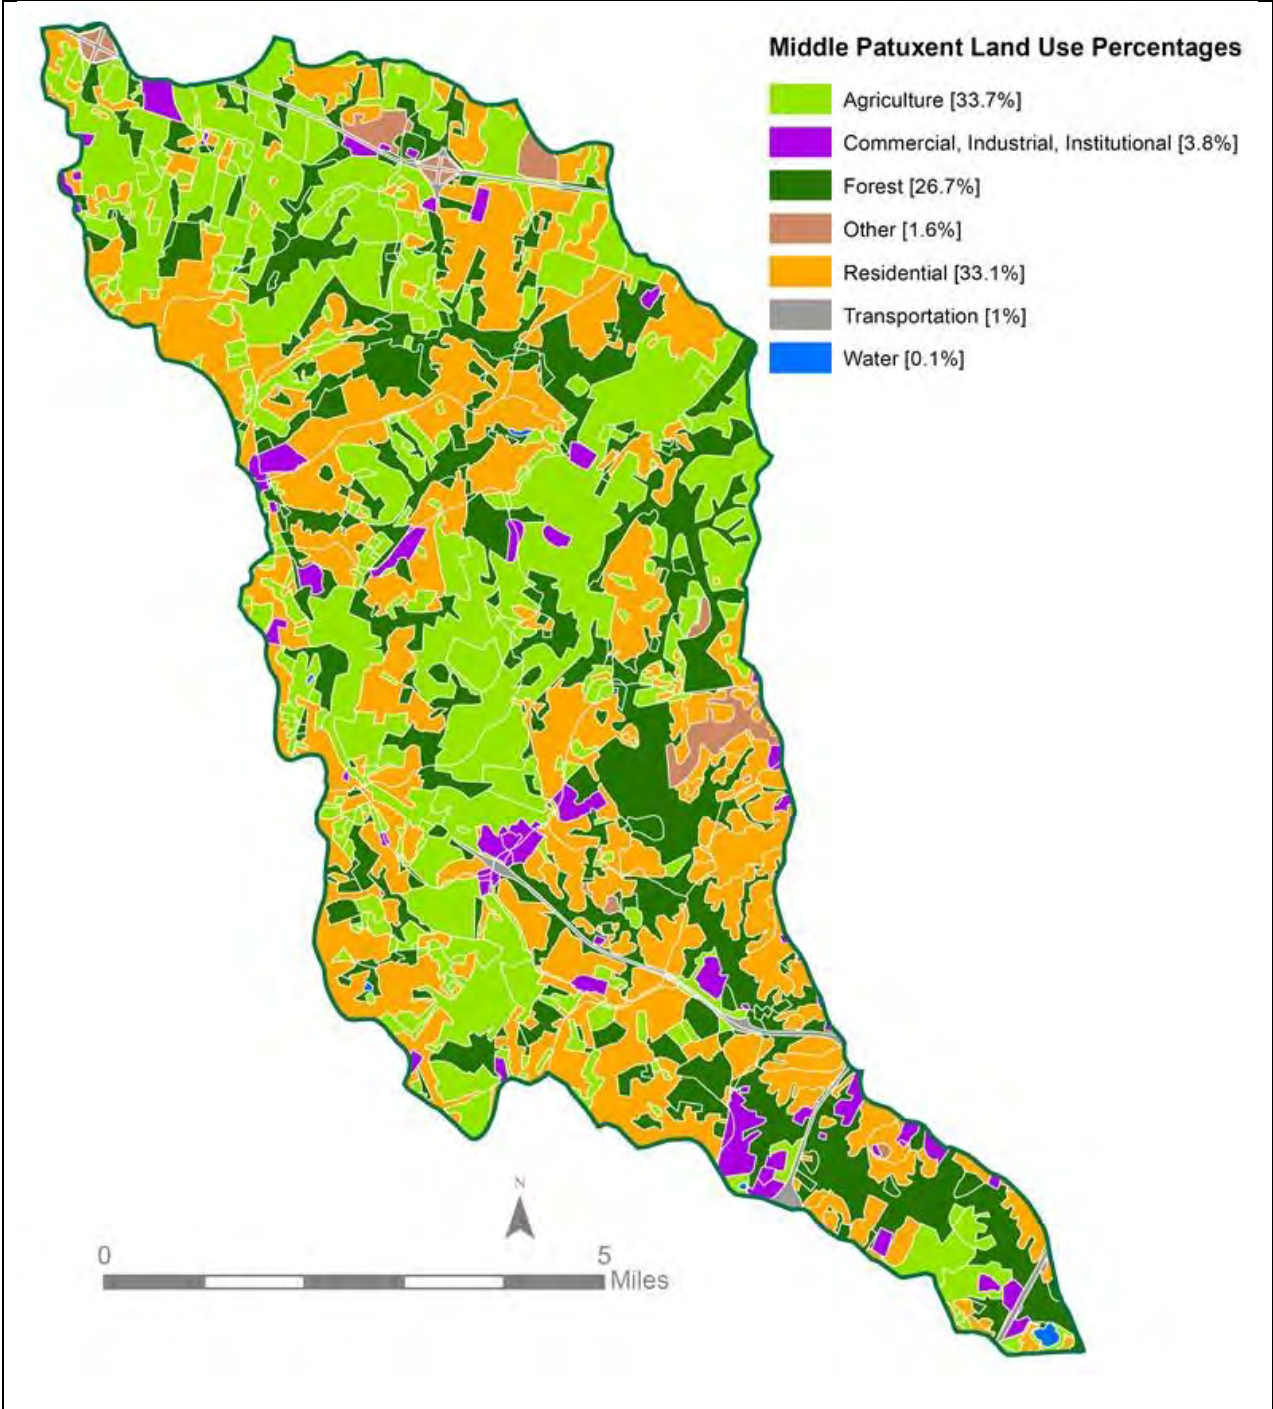 Middle Patuxent Land Use Percentages
Agriculture [33.7%]
Commercial, Industrial, Institutional [3.8%]
Forest [26.7%]
Other [1.6%]
Residential [33.1%]
Transportation [1%]
Water [0.1%]
N
0 5
Miles